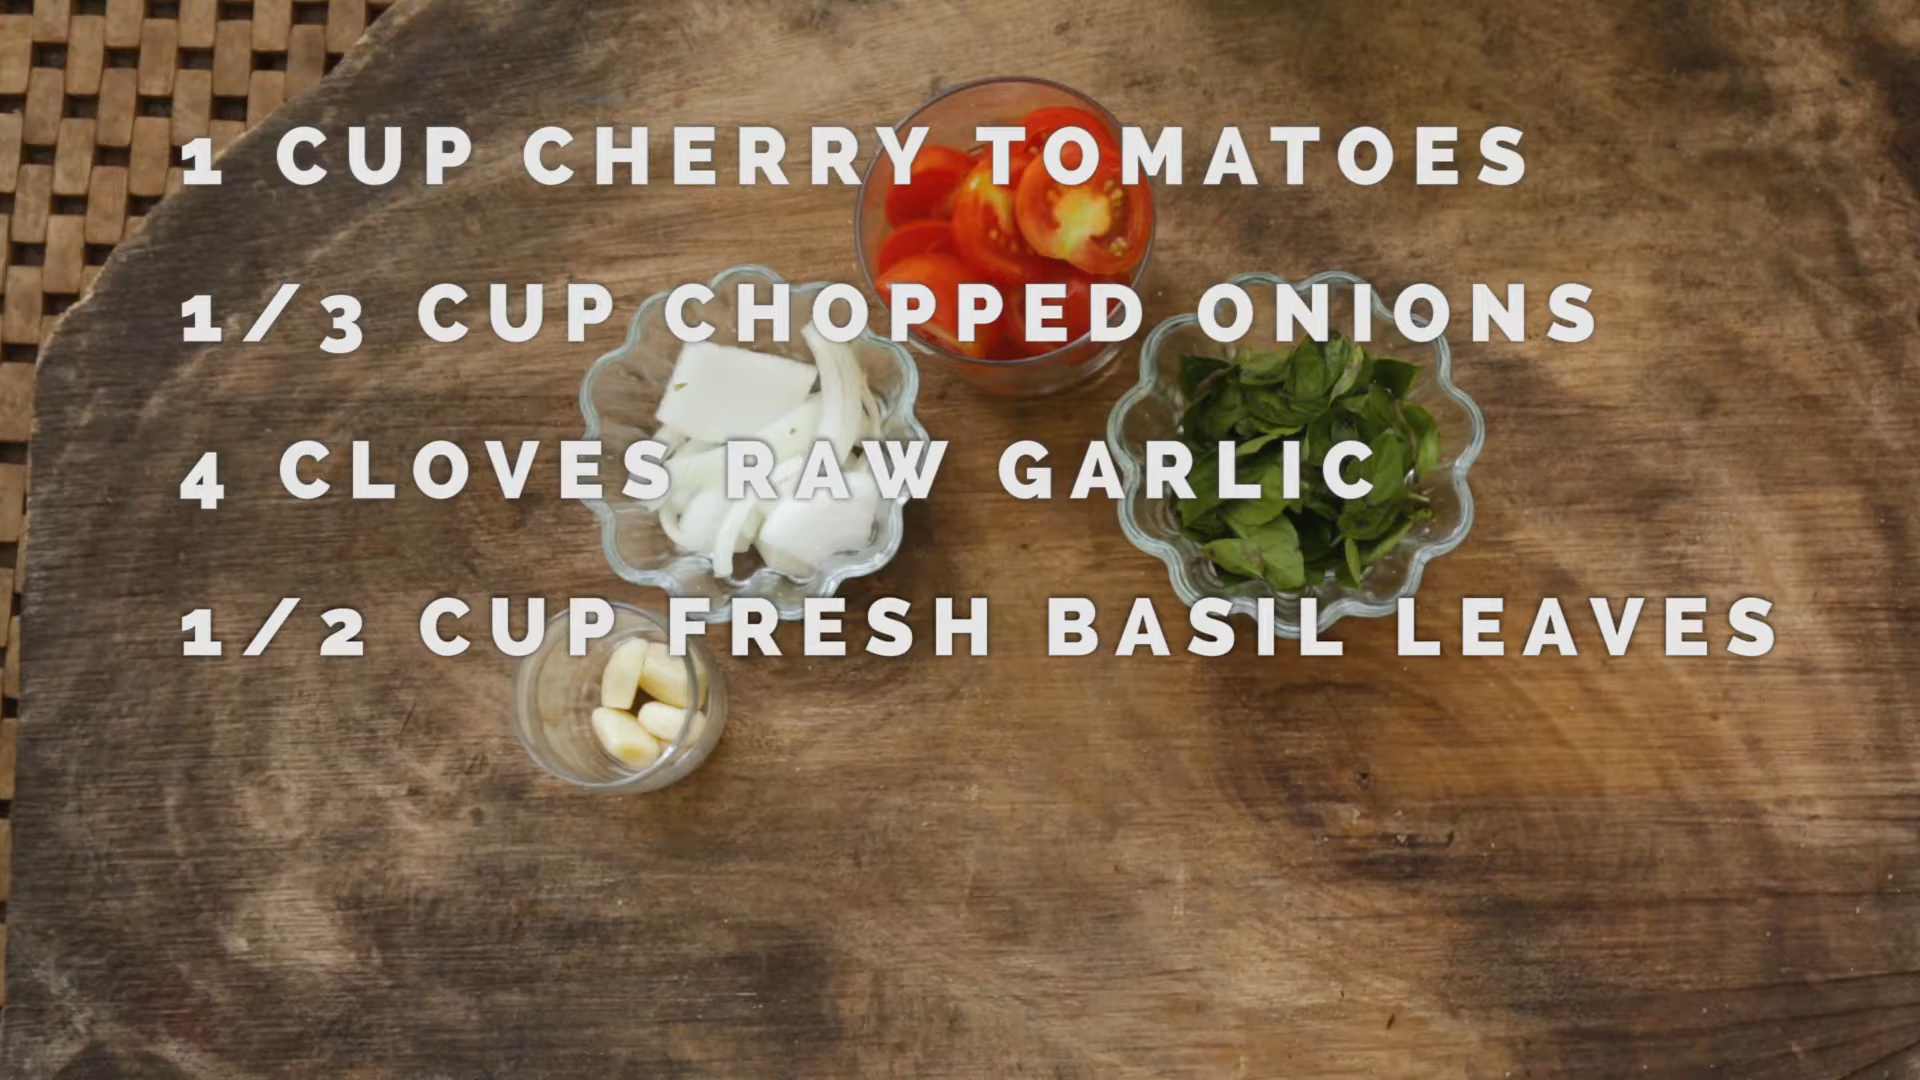 1 CUP CHERRY TOMATOES
1/3 CUP CHOPPED ONIONS
4 CLOVES RAW GARLIC
1/2 CUP FRESH BASIL LEAVES